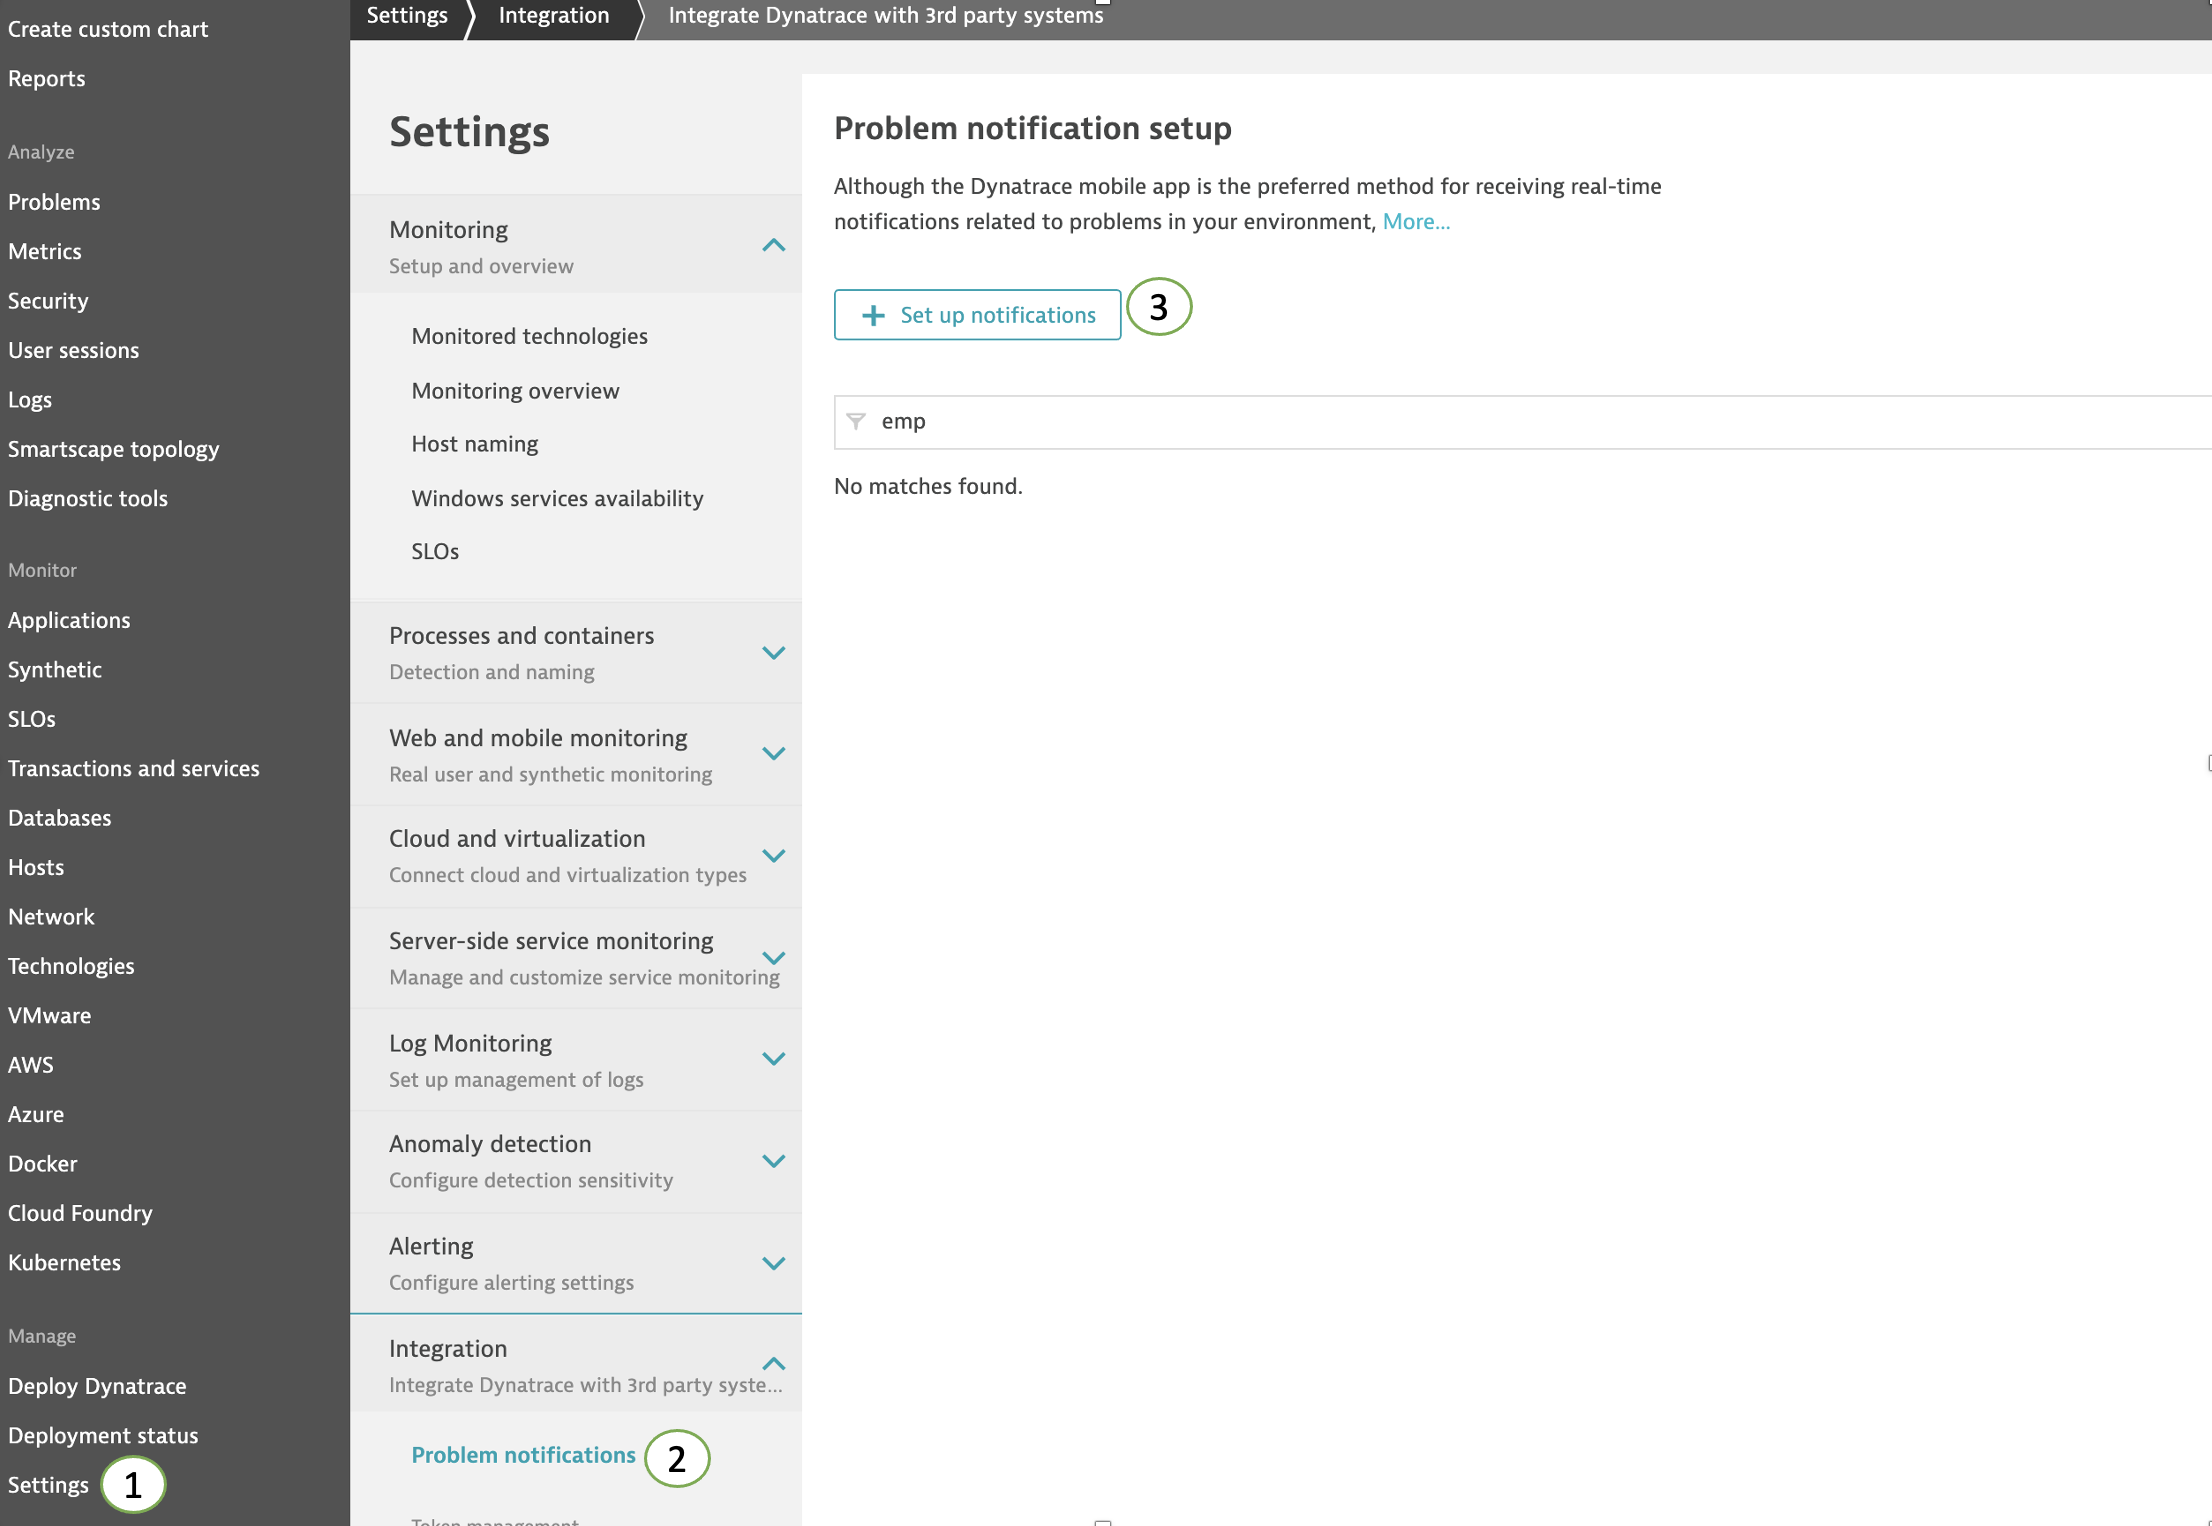 Create custom chart
Reports
Analyze
Problems
Metrics
Security
User sessions
Logs
Smartscape topology
Diagnostic tools
Monitor
Applications
Synthetic
SLOs
Transactions and services
Databases
Hosts
Network
Technologies
VMware
AWS
Azure
Docker
Cloud Foundry
Kubernetes
Manage
Deploy Dynatrace
Deployment status
Settings 1
Settings Integration Integrate Dynatrace with 3rd party systems
Settings
Monitoring
Setup and overview
Monitored technologies
Monitoring overview
Host naming
Windows services availability
SLOs
Processes and containers
Detection and naming
Web and mobile monitoring
Real user and synthetic monitoring
Cloud and virtualization
Connect cloud and virtualization types
Server-side service monitoring
Manage and customize service monitoring
Log Monitoring
Set up management of logs
Anomaly detection
Configure detection sensitivity
Alerting
Configure alerting settings
Integration
Integrate Dynatrace with 3rd party syste...
Problem notifications 2
Token management
Problem notification setup
Although the Dynatrace mobile app is the preferred method for receiving real-time
notifications related to problems in your environment, More...
+ Set up notifications 3
emp
No matches found.